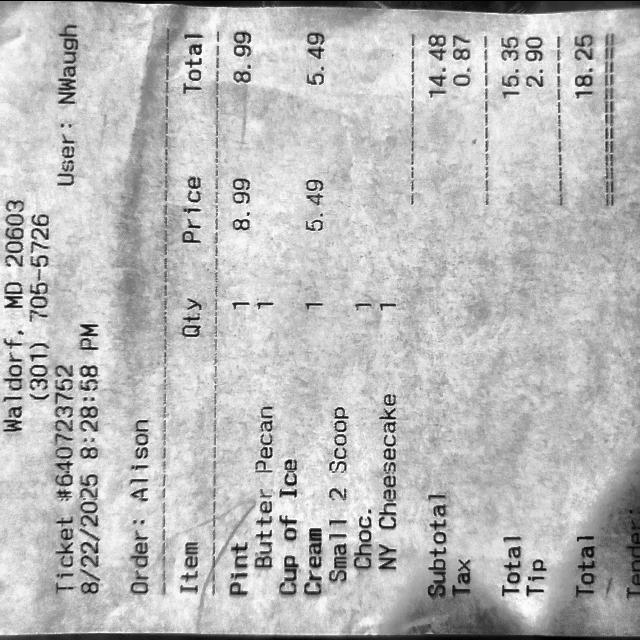 Waldorf, MD 20603
(301) 705-5726
Ticket #640723752 User: NWaugh
8/22/2025 8:28:58 PM
Order: Alison
Item Qty Price Total
Pint 1 8.99 8.99
Butter Pecan 1
Cup of Ice
Cream 1 5.49 5.49
Small 2 Scoop
Choc. 1
NY Cheesecake 1
Subtotal 14.48
Tax 0.87
Total 15.35
Tip 2.90
Total 18.25